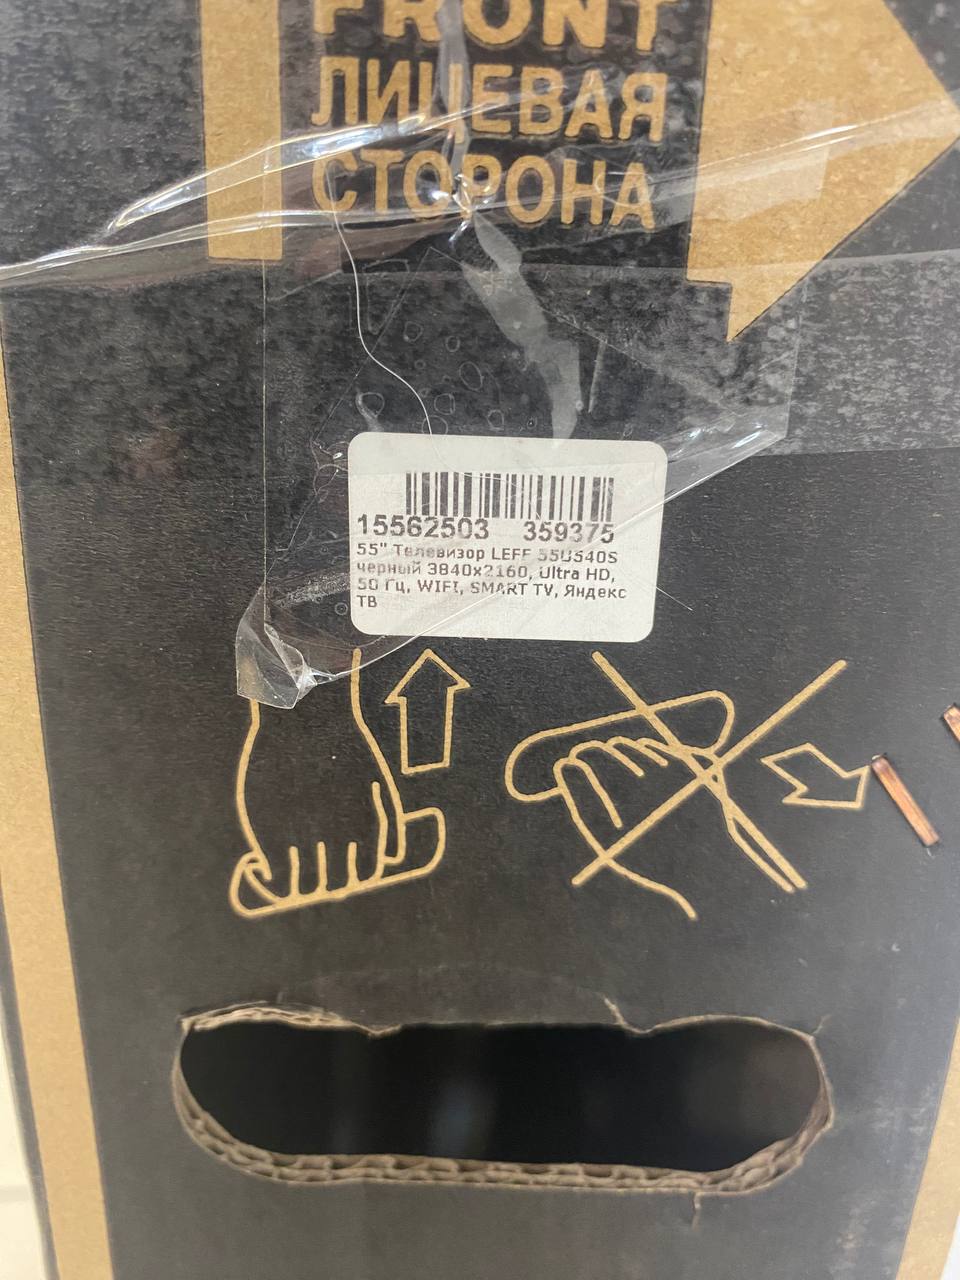 FRONT
ЛИЦЕВАЯ
СТОРОНА
15562503 359375
55" Телевизор LEFF 55U540S
черный 3840x2160, Ultra HD,
50 Гц, WIFI, SMART TV, Яндекс
ТВ